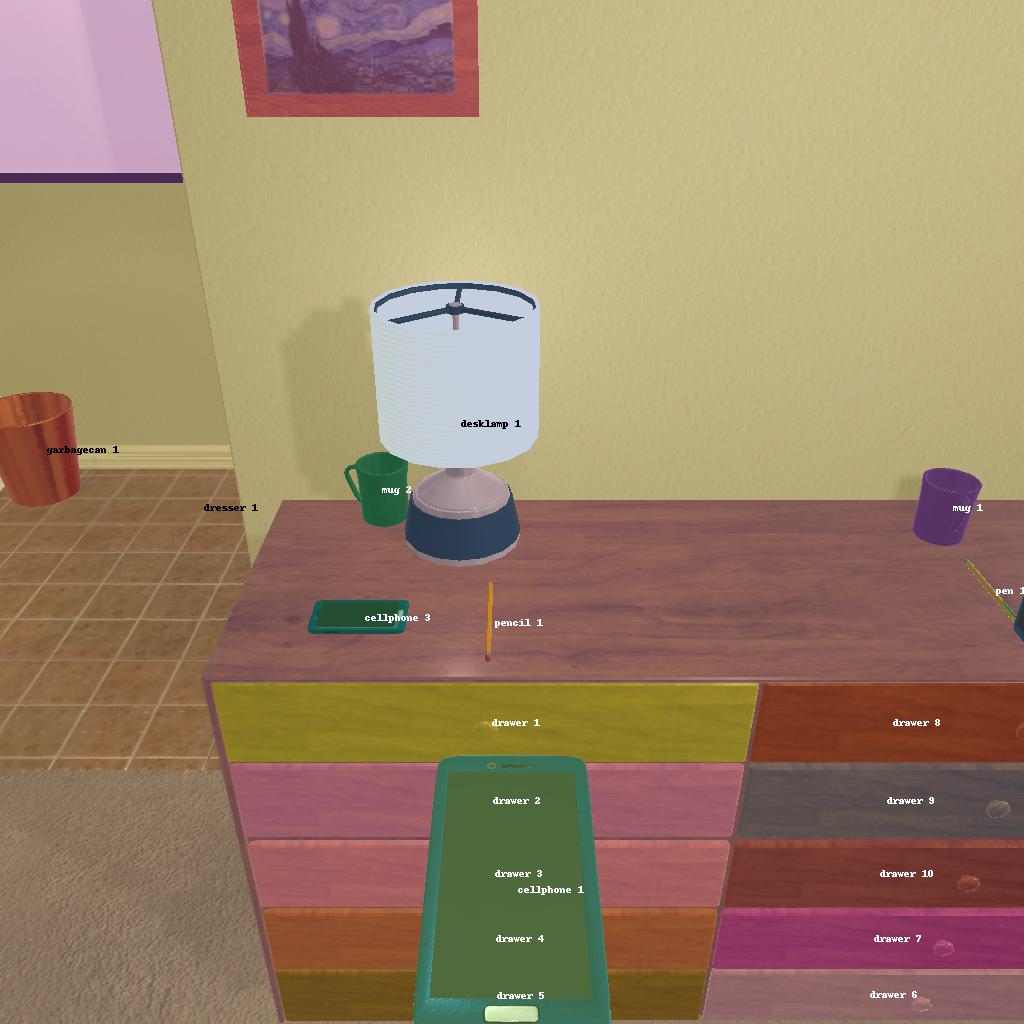 desklamp 1
garbagecan 1
mug 2
dresser 1
mug 1
pen 1
cellphone 3
pencil 1
drawer 1
drawer 8
drawer 2
drawer 9
drawer 3
drawer 10
cellphone 1
drawer 4
drawer 7
drawer 5
drawer 6